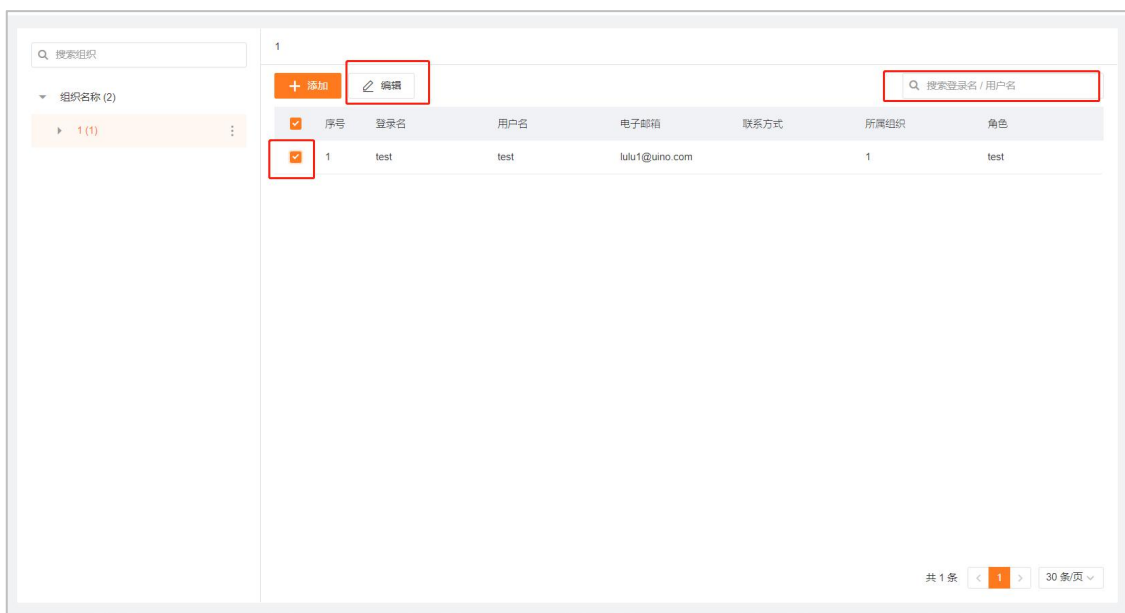 搜索组织
组织名称 (2)
1 (1)
1
添加
编辑
搜索登录名 / 用户名
序号 登录名 用户名 电子邮箱 联系方式 所属组织 角色
1 test test lulu1@uino.com 1 test
共 1 条 < 1 > 30 条/页